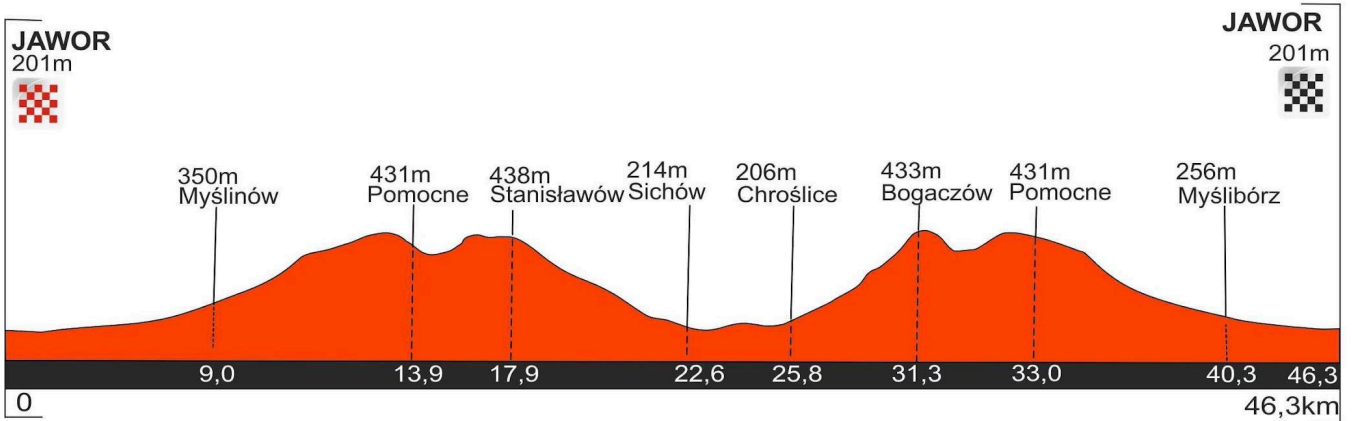 JAWOR
201m
JAWOR
201m
350m
Myślinów
431m
Pomocne
438m
Stanisławów
214m
Sichów
206m
Chroślice
433m
Bogaczów
431m
Pomocne
256m
Myślibórz
9,0 13,9 17,9 22,6 25,8 31,3 33,0 40,3 46,3
0 46,3km